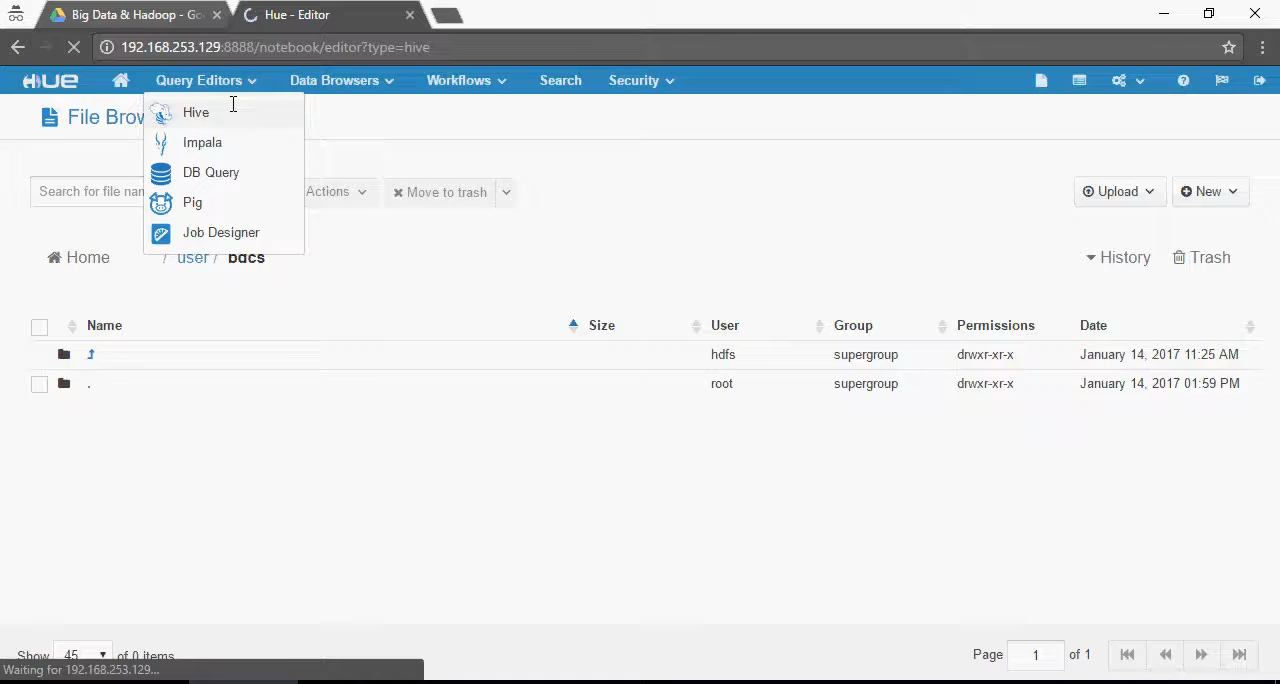 Big Data & Hadoop - Go
Hue - Editor
192.168.253.129:8888/notebook/editor?type=hive
HUE
Query Editors
Data Browsers
Workflows
Search
Security
File Brow
Hive
Impala
DB Query
Pig
Job Designer
Search for file nam
Actions
Move to trash
Upload
New
Home
/ user / bdcs
History
Trash
Name
Size
User
Group
Permissions
Date
hdfs
supergroup
drwxr-xr-x
January 14, 2017 11:25 AM
.
root
supergroup
drwxr-xr-x
January 14, 2017 01:59 PM
Show 45 of 0 items
Page 1 of 1
Waiting for 192.168.253.129...